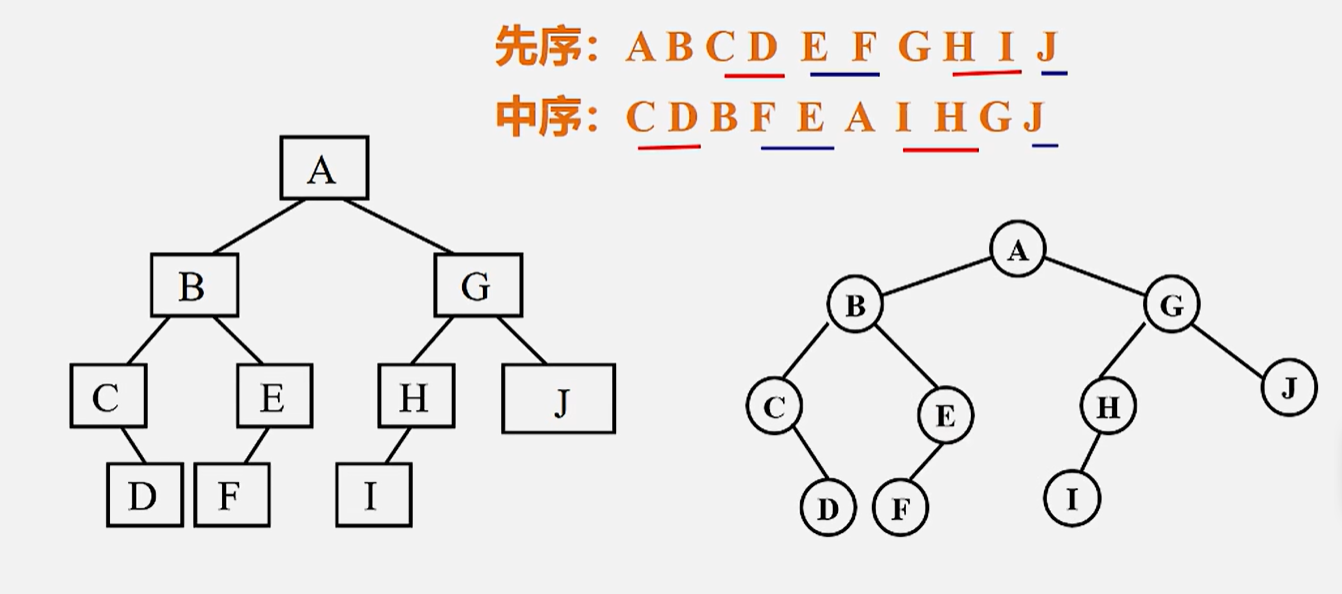 先序：A B C D E F G H I J
中序：C D B F E A I H G J
A
B G
C E H J
D F I
A
B G
C E H J
D F I